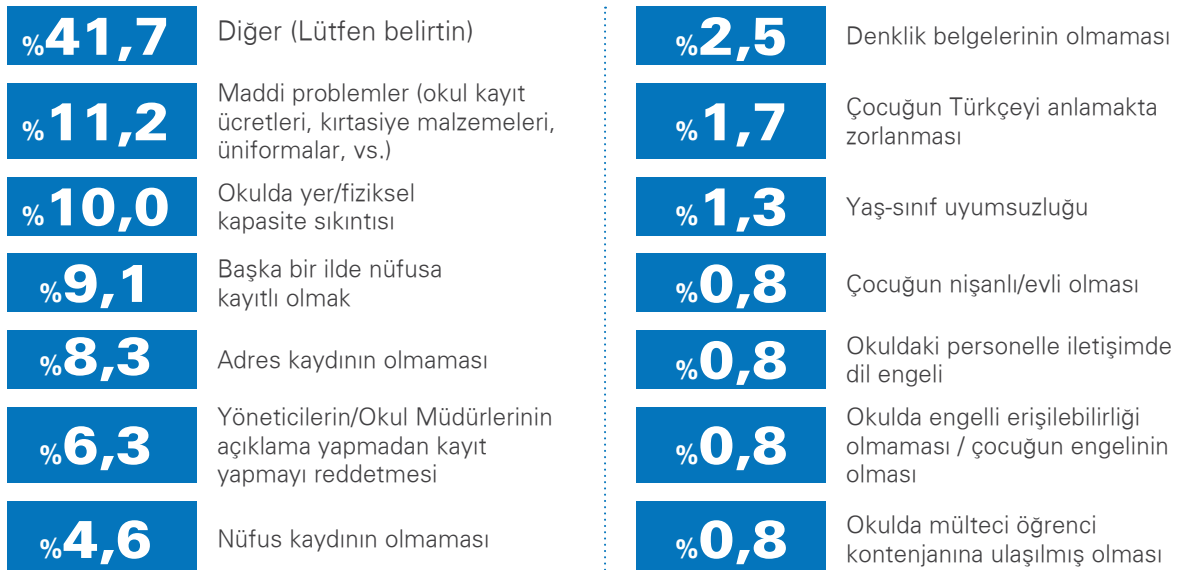 %41,7 Diğer (Lütfen belirtin)
%11,2 Maddi problemler (okul kayıt
ücretleri, kırtasiye malzemeleri,
üniformalar, vs.)
%10,0 Okulda yer/fiziksel
kapasite sıkıntısı
%9,1 Başka bir ilde nüfusa
kayıtlı olmak
%8,3 Adres kaydının olmaması
%6,3 Yöneticilerin/Okul Müdürlerinin
açıklama yapmadan kayıt
yapmayı reddetmesi
%4,6 Nüfus kaydının olmaması
%2,5 Denklik belgelerinin olmaması
%1,7 Çocuğun Türkçeyi anlamakta
zorlanması
%1,3 Yaş-sınıf uyumsuzluğu
%0,8 Çocuğun nişanlı/evli olması
%0,8 Okuldaki personelle iletişimde
dil engeli
%0,8 Okulda engelli erişilebilirliği
olmaması / çocuğun engelinin
olması
%0,8 Okulda mülteci öğrenci
kontenjanına ulaşılmış olması